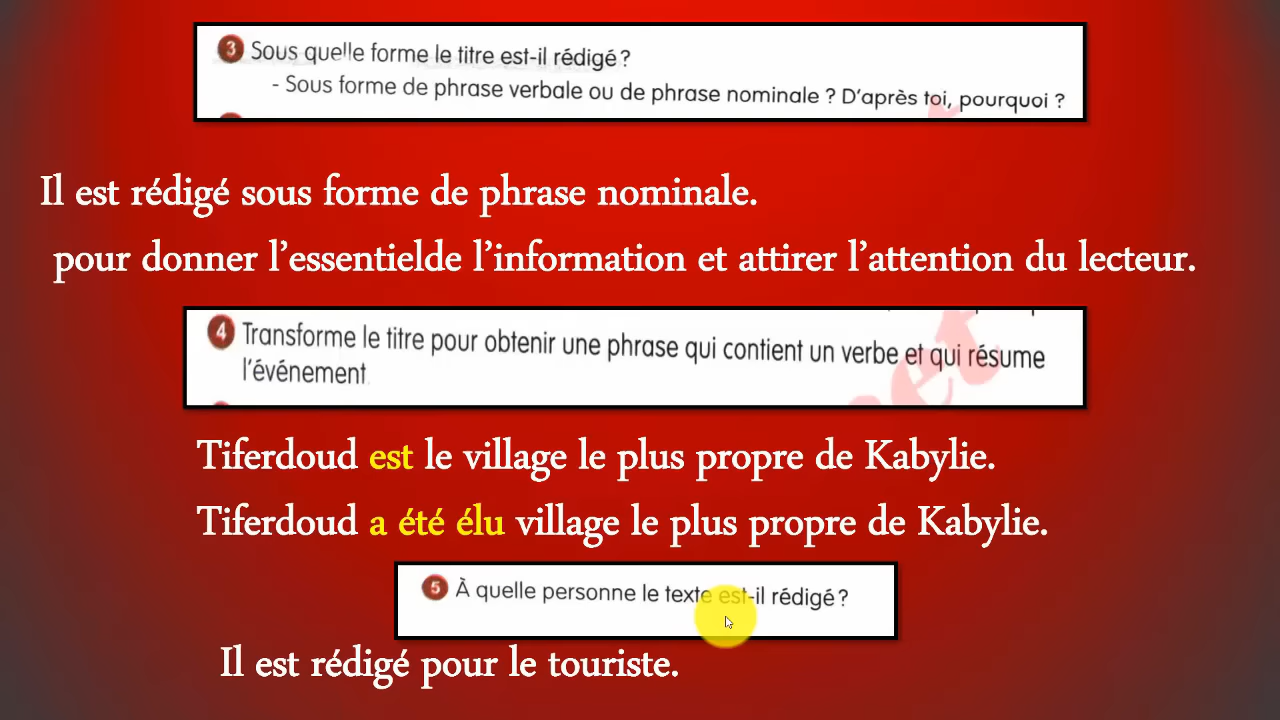 3 Sous quelle forme le titre est-il rédigé ?
- Sous forme de phrase verbale ou de phrase nominale ? D'après toi, pourquoi ?
Il est rédigé sous forme de phrase nominale.
pour donner l'essentielde l'information et attirer l'attention du lecteur.
4 Transforme le titre pour obtenir une phrase qui contient un verbe et qui résume
l'événement
Tiferdoud est le village le plus propre de Kabylie.
Tiferdoud a été élu village le plus propre de Kabylie.
5 À quelle personne le texte est-il rédigé ?
Il est rédigé pour le touriste.